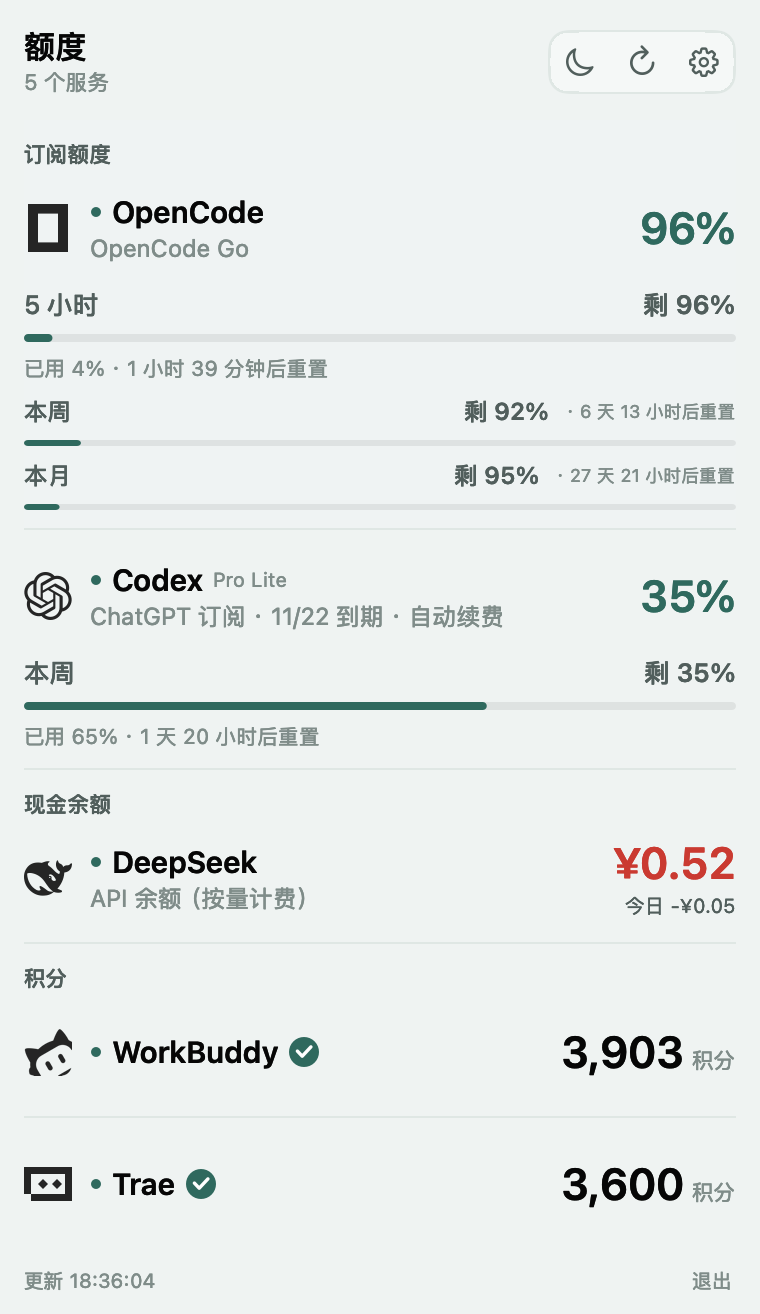 额度
5 个服务
订阅额度
OpenCode
96%
OpenCode Go
5 小时 剩 96%
已用 4% · 1 小时 39 分钟后重置
本周 剩 92% · 6 天 13 小时后重置
本月 剩 95% · 27 天 21 小时后重置
Codex Pro Lite
35%
ChatGPT 订阅 · 11/22 到期 · 自动续费
本周 剩 35%
已用 65% · 1 天 20 小时后重置
现金余额
DeepSeek
¥0.52
API 余额（按量计费）
今日 -¥0.05
积分
WorkBuddy 3,903 积分
Trae 3,600 积分
更新 18:36:04 退出